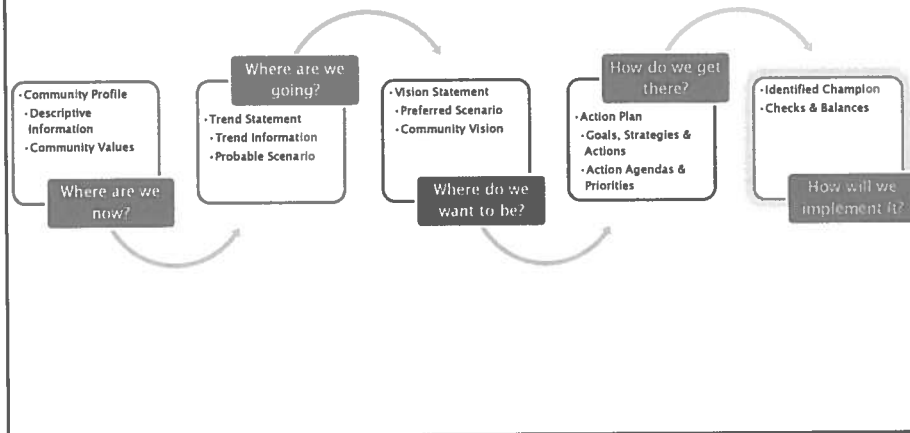 ·Community Profile
·Descriptive
Information
·Community Values
Where are we
now?
Where are we
going?
·Trend Statement
·Trend Information
·Probable Scenario
·Vision Statement
·Preferred Scenario
·Community Vision
Where do we
want to be?
How do we get
there?
·Action Plan
·Goals, Strategies &
Actions
·Action Agendas &
Priorities
·Identified Champion
·Checks & Balances
How will we
implement it?